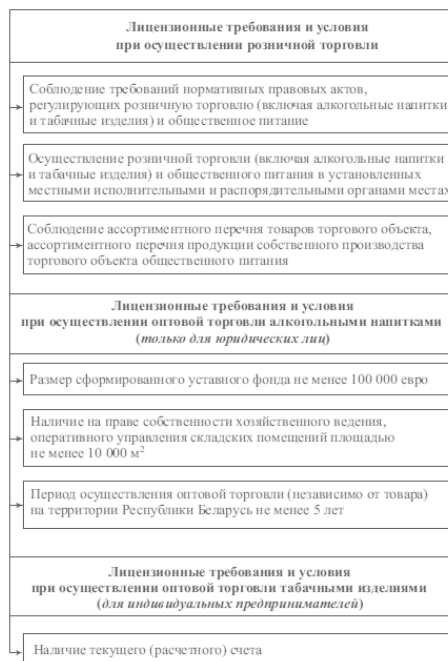 Лицензионные требования и условия
при осуществлении розничной торговли
Соблюдение требований нормативных правовых актов,
регулирующих розничную торговлю (включая алкогольные напитки
и табачные изделия) и общественное питание
Осуществление розничной торговли (включая алкогольные напитки
и табачные изделия) и общественного питания в установленных
местными исполнительными и распорядительными органами местах
Соблюдение ассортиментного перечня товаров торгового объекта,
ассортиментного перечня продукции собственного производства
торгового объекта общественного питания
Лицензионные требования и условия
при осуществлении оптовой торговли алкогольными напитками
(только для юридических лиц)
Размер сформированного уставного фонда не менее 100 000 евро
Наличие на праве собственности хозяйственного ведения,
оперативного управления складских помещений площадью
не менее 10 000 м²
Период осуществления оптовой торговли (независимо от товара)
на территории Республики Беларусь не менее 5 лет
Лицензионные требования и условия
при осуществлении оптовой торговли табачными изделиями
(для индивидуальных предпринимателей)
Наличие текущего (расчетного) счета